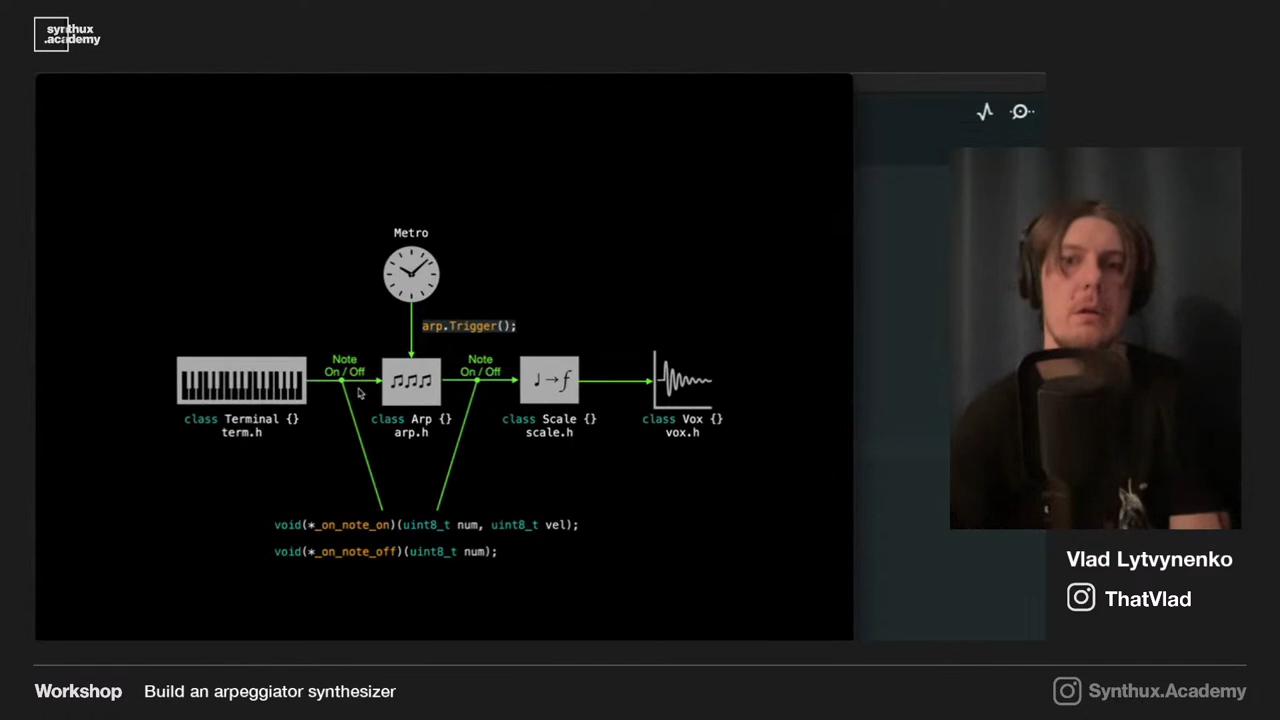 synthux
.academy
Metro
arp.Trigger();
Note
On / Off
Note
On / Off
class Terminal {}
term.h
class Arp {}
arp.h
class Scale {}
scale.h
class Vox {}
vox.h
void(*_on_note_on)(uint8_t num, uint8_t vel);
void(*_on_note_off)(uint8_t num);
Vlad Lytvynenko
ThatVlad
Workshop Build an arpeggiator synthesizer
Synthux.Academy